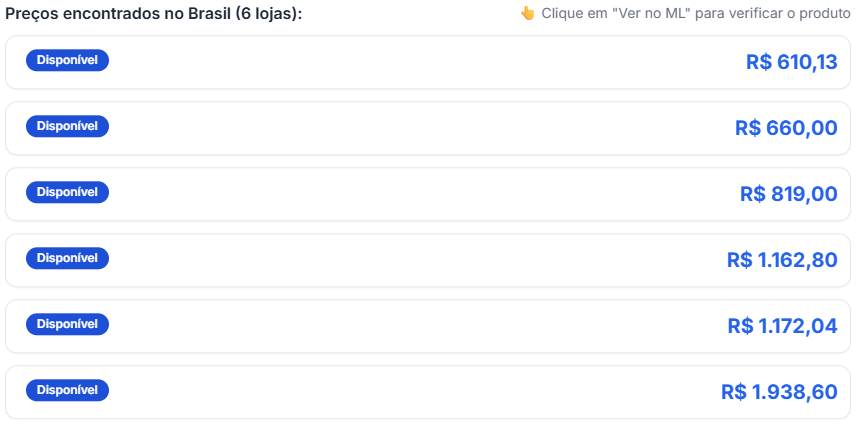 Preços encontrados no Brasil (6 lojas):
👆 Clique em "Ver no ML" para verificar o produto
Disponível
R$ 610,13
Disponível
R$ 660,00
Disponível
R$ 819,00
Disponível
R$ 1.162,80
Disponível
R$ 1.172,04
Disponível
R$ 1.938,60